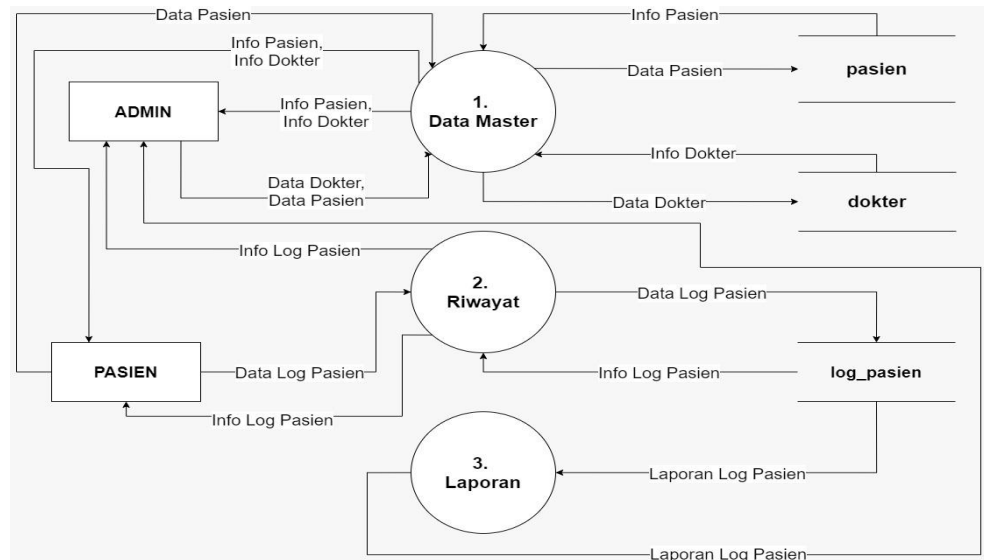 Data Pasien
Info Pasien
Info Pasien,
Info Dokter
pasien
Data Pasien
ADMIN
Info Pasien,
Info Dokter
1.
Data Master
Info Dokter
Data Dokter,
Data Pasien
Data Dokter
dokter
Info Log Pasien
2.
Riwayat
Data Log Pasien
PASIEN
Data Log Pasien
Info Log Pasien
log_pasien
Info Log Pasien
3.
Laporan
Laporan Log Pasien
Laporan Log Pasien